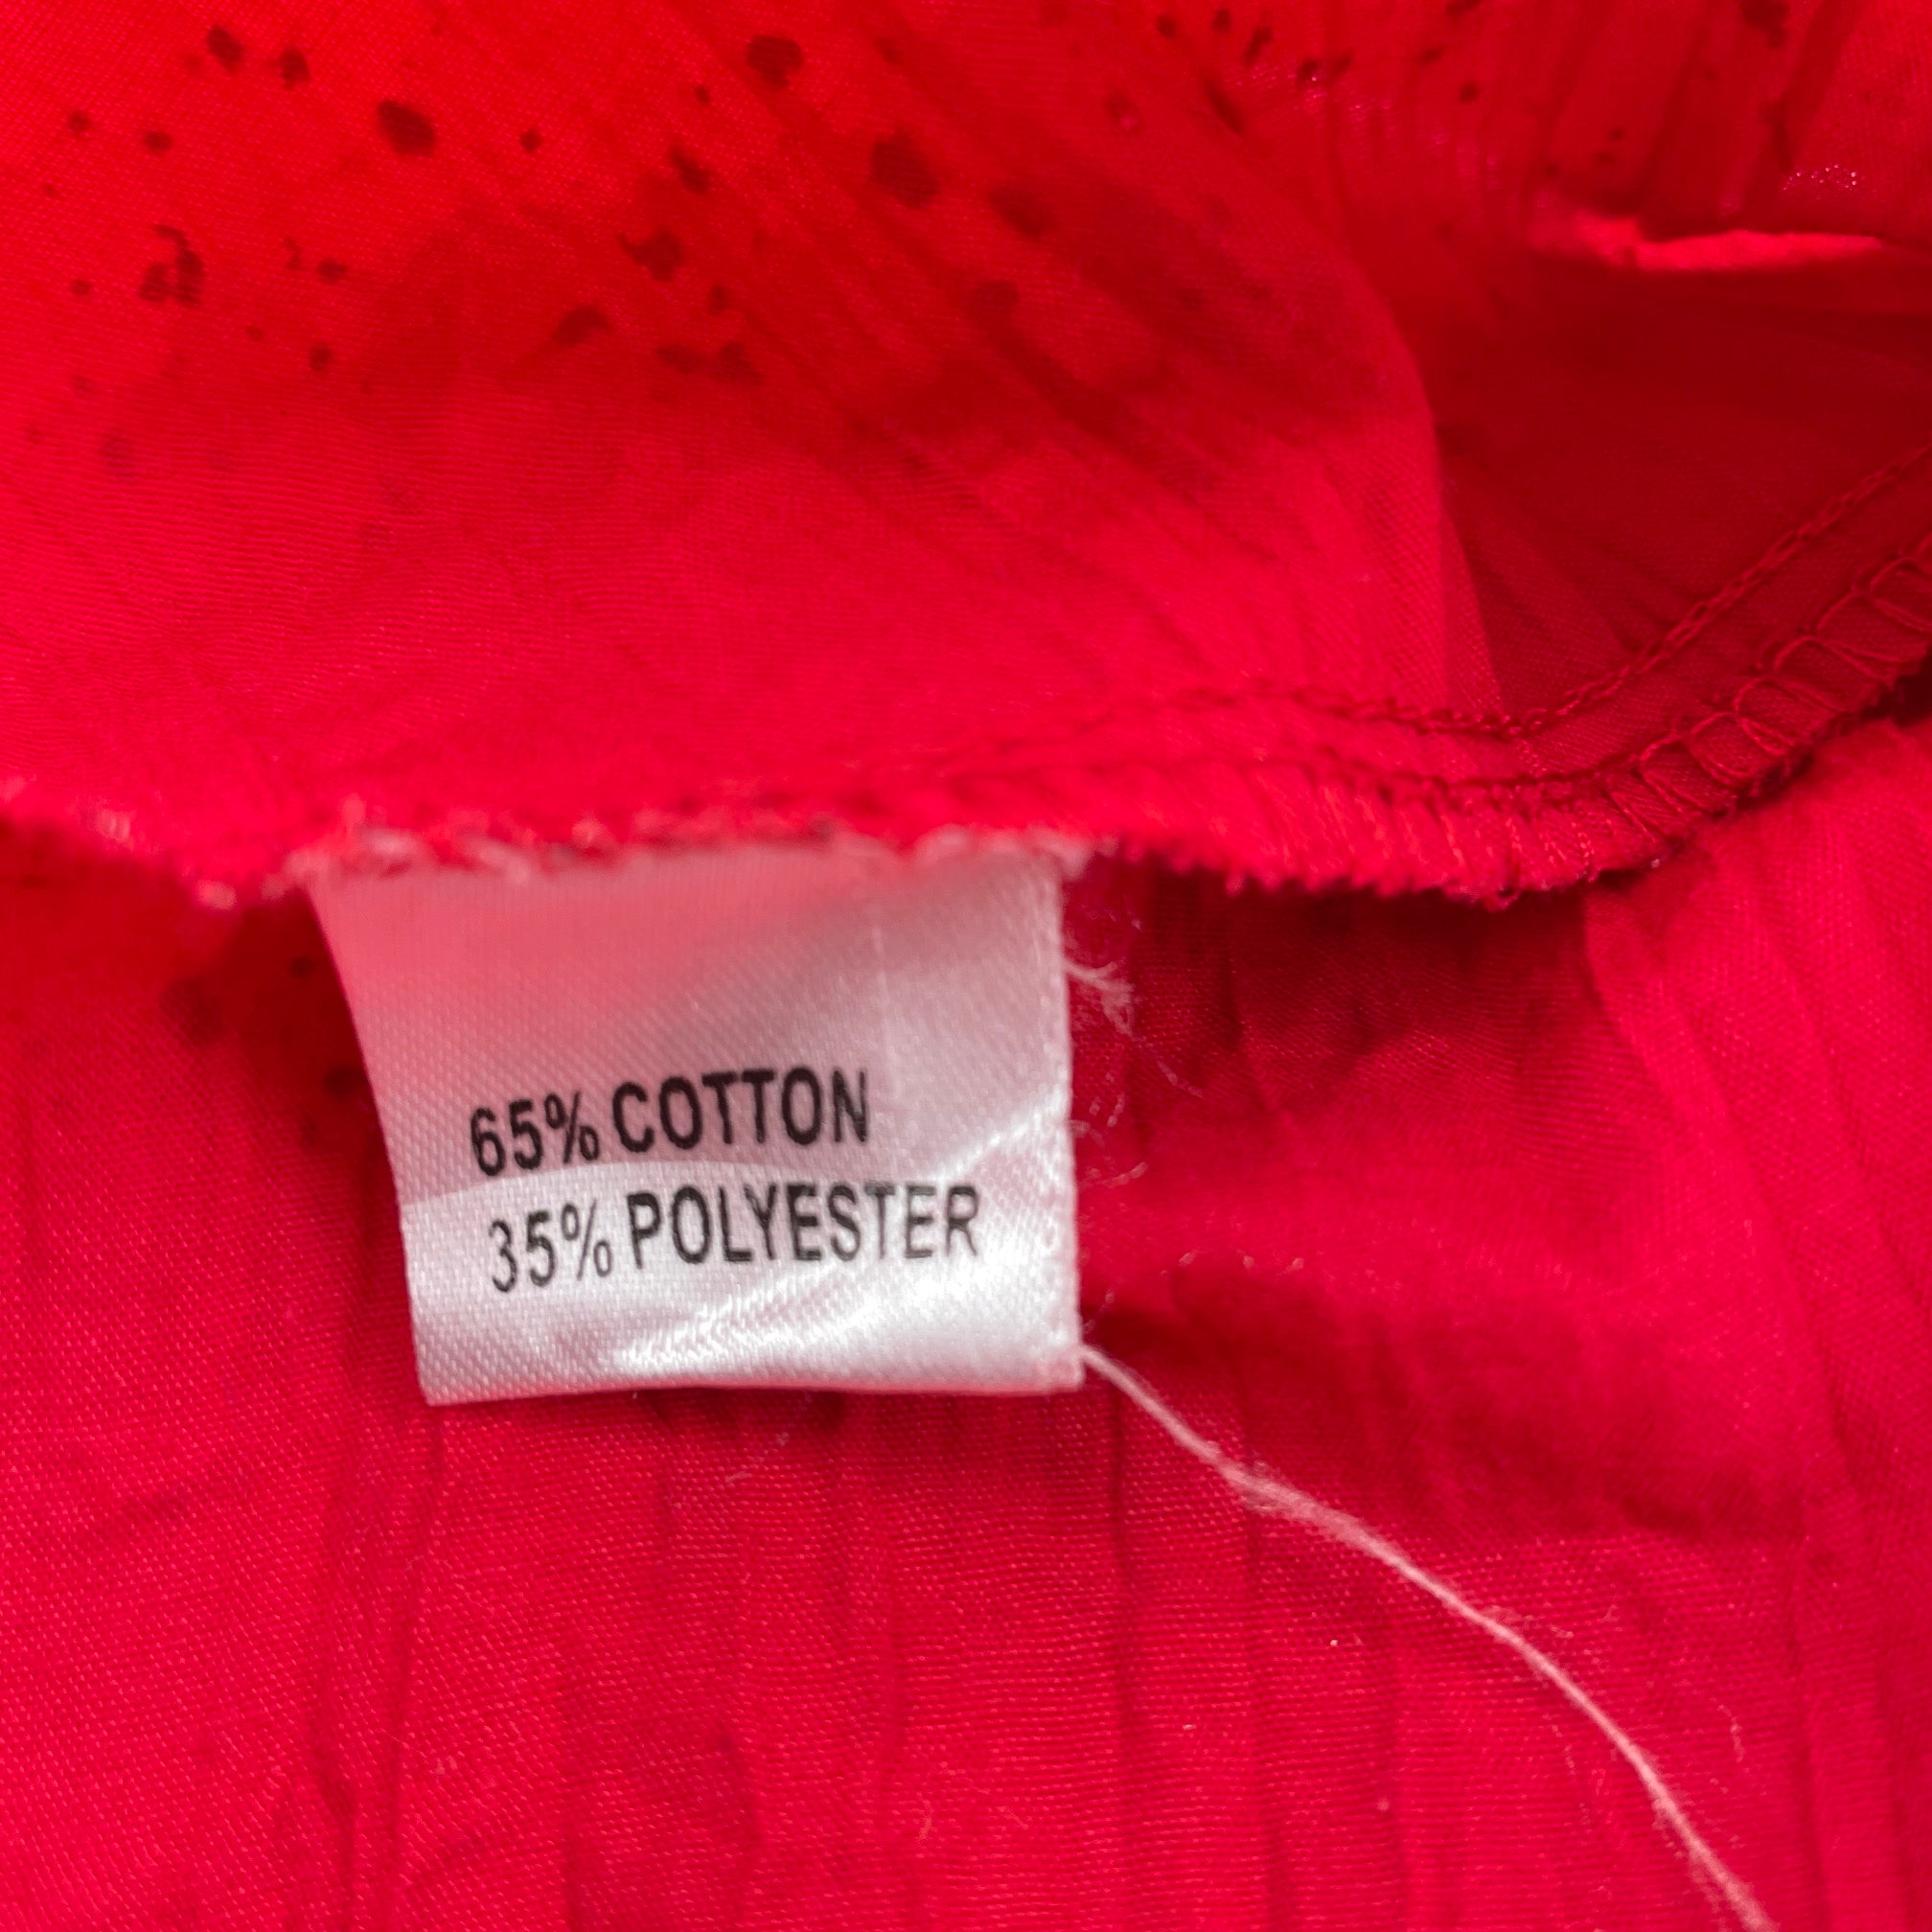 65% COTTON
35% POLYESTER